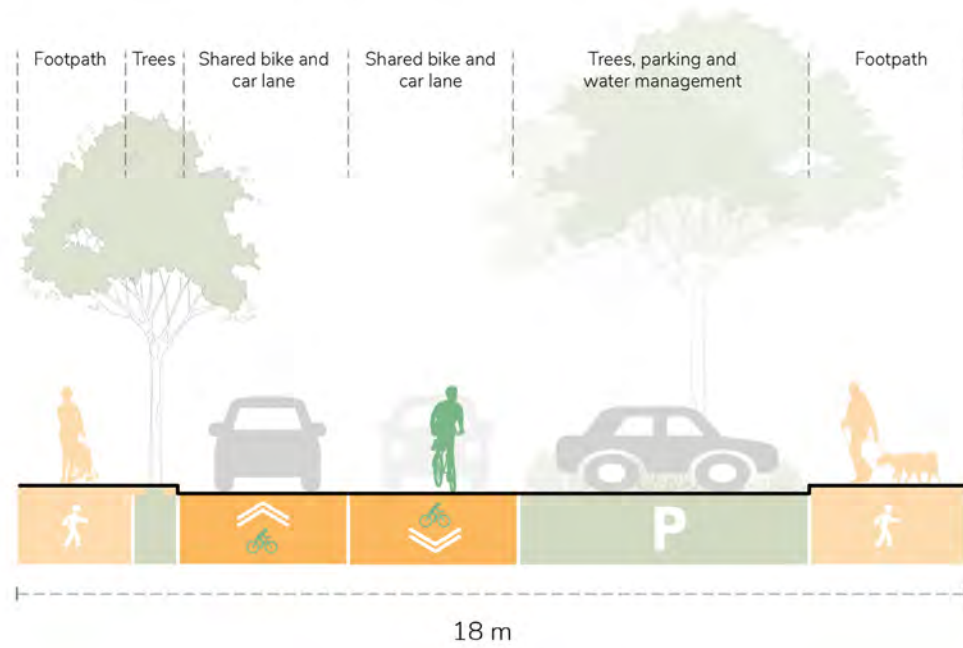 Footpath
Trees
Shared bike and
car lane
Shared bike and
car lane
Trees, parking and
water management
Footpath
P
18 m